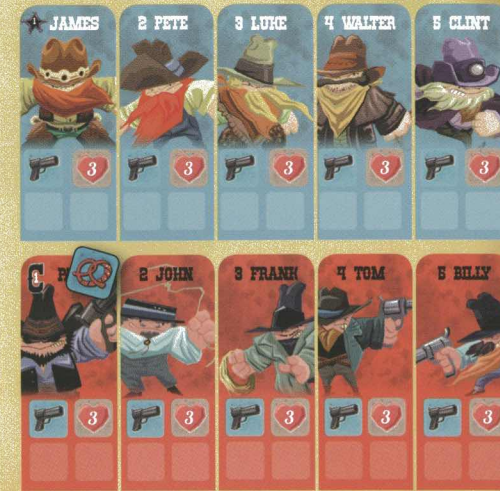 1 JAMES
2 PETE
3 LUKE
4 WALTER
5 CLINT
3
3
3
3
3
1
2 JOHN
3 FRANK
4 TOM
5 BILLY
3
3
3
3
3